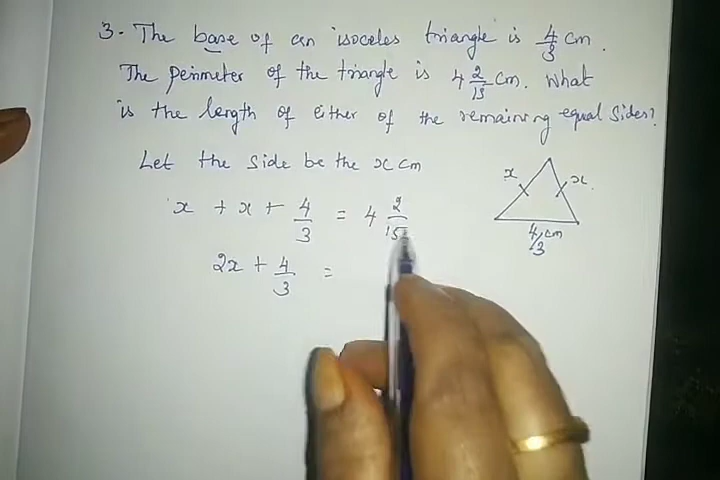 3. The base of an isoceles triangle is 4/3 cm.
The perimeter of the triangle is 4 2/15 cm. What
is the length of either of the remaining equal sides?
Let the side be the x cm
x + x + 4/3 = 4 2/15
2x + 4/3 =
x x
4/3 cm